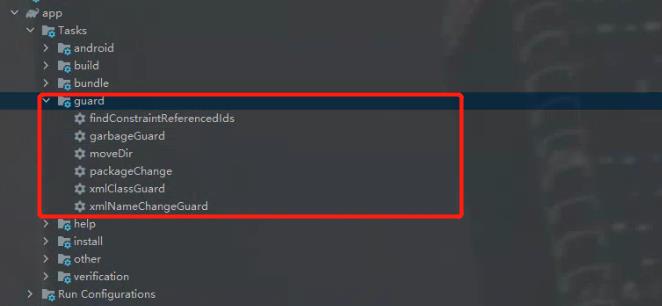 app
Tasks
android
build
bundle
guard
findConstraintReferencedIds
garbageGuard
moveDir
packageChange
xmlClassGuard
xmlNameChangeGuard
help
install
other
verification
Run Configurations